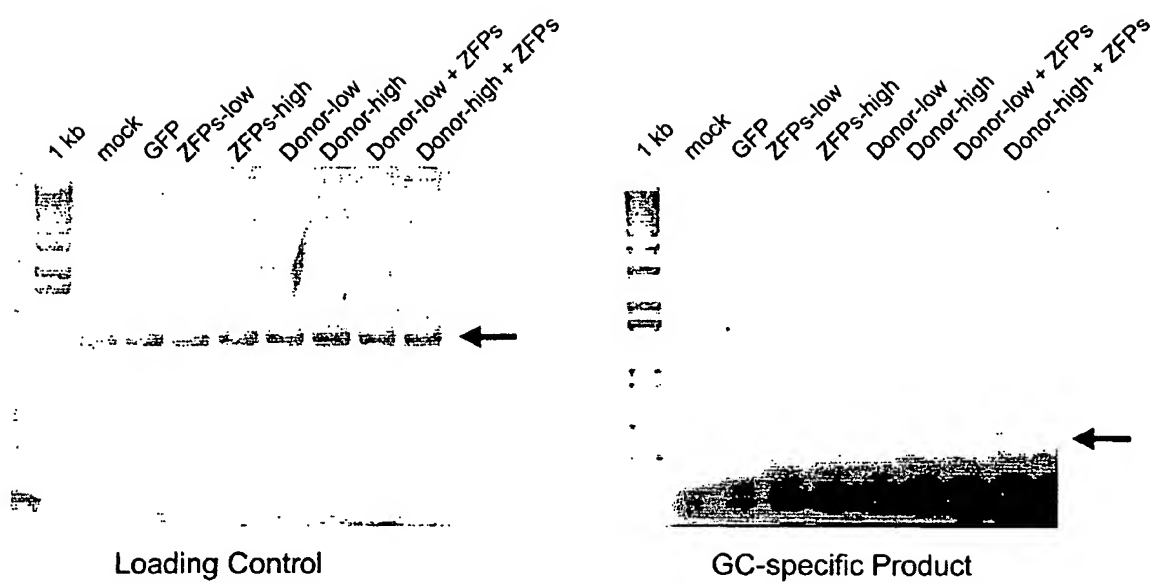 1 kb
mock
GFP
ZFPs-low
ZFPs-high
Donor-low
Donor-high
Donor-low + ZFPs
Donor-high + ZFPs
1 kb
mock
GFP
ZFPs-low
ZFPs-high
Donor-low
Donor-high
Donor-low + ZFPs
Donor-high + ZFPs
Loading Control
GC-specific Product